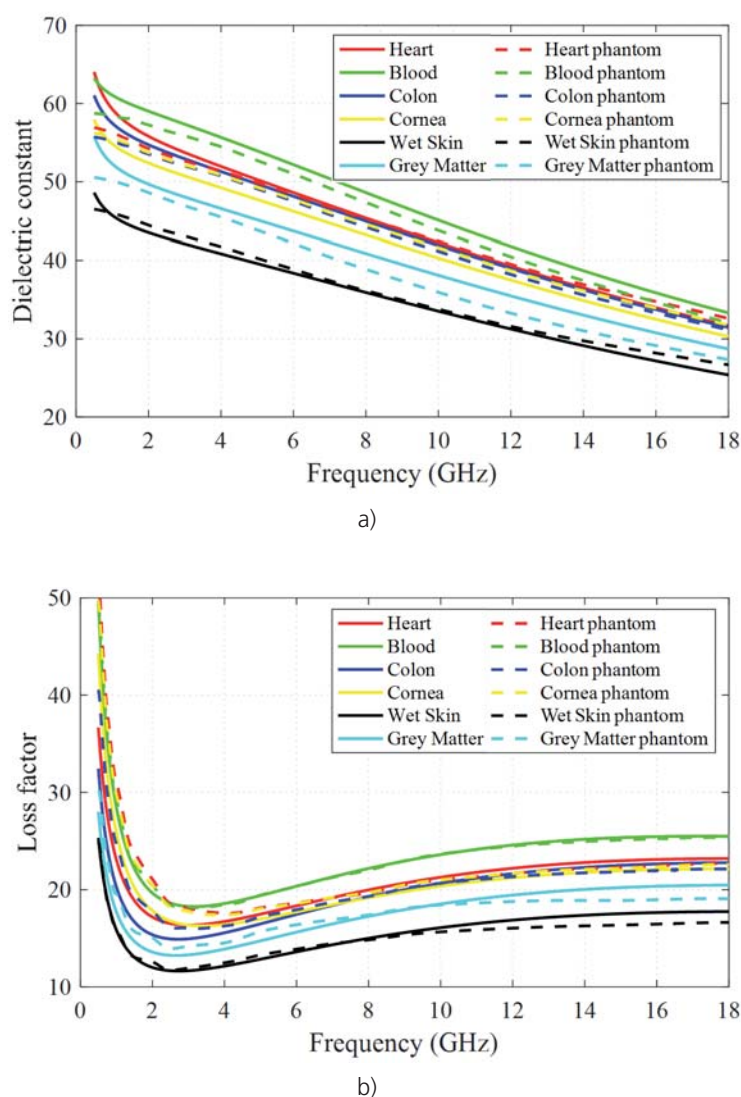 70
60
50
40
30
20
Dielectric constant
Heart
Blood
Colon
Cornea
Wet Skin
Grey Matter
Heart phantom
Blood phantom
Colon phantom
Cornea phantom
Wet Skin phantom
Grey Matter phantom
0 2 4 6 8 10 12 14 16 18
Frequency (GHz)
a)
50
40
30
20
10
Loss factor
Heart
Blood
Colon
Cornea
Wet Skin
Grey Matter
Heart phantom
Blood phantom
Colon phantom
Cornea phantom
Wet Skin phantom
Grey Matter phantom
0 2 4 6 8 10 12 14 16 18
Frequency (GHz)
b)